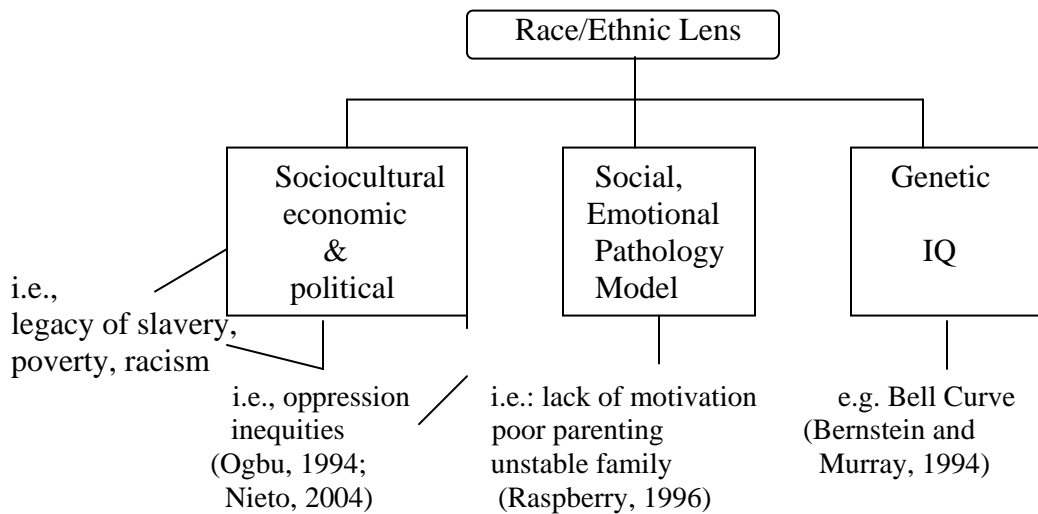 Race/Ethnic Lens
Sociocultural
economic
&
political
Social,
Emotional
Pathology
Model
Genetic
IQ
i.e.,
legacy of slavery,
poverty, racism
i.e., oppression
inequities
(Ogbu, 1994;
Nieto, 2004)
i.e.: lack of motivation
poor parenting
unstable family
(Raspberry, 1996)
e.g. Bell Curve
(Bernstein and
Murray, 1994)